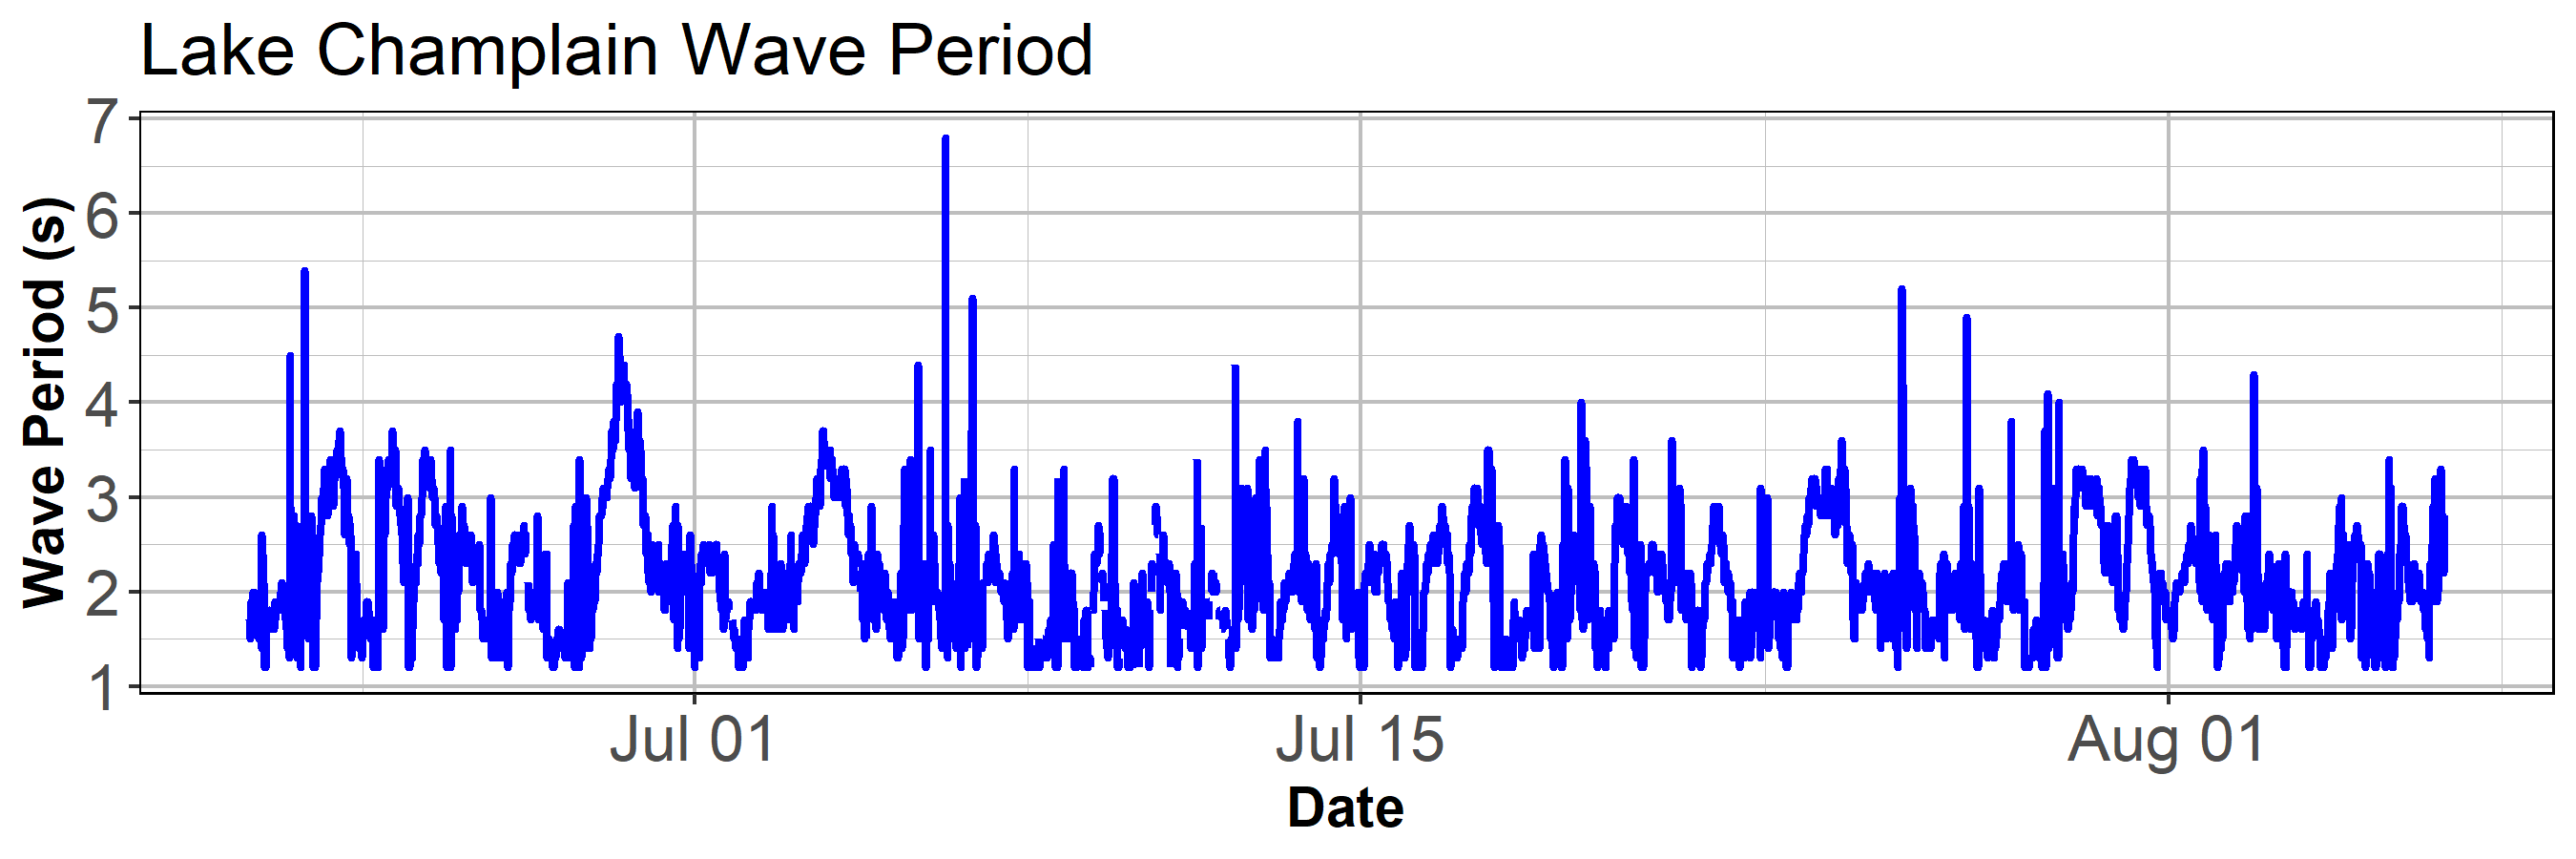 Lake Champlain Wave Period
Wave Period (s)
7
6
5
4
3
2
1
Jul 01
Jul 15
Aug 01
Date